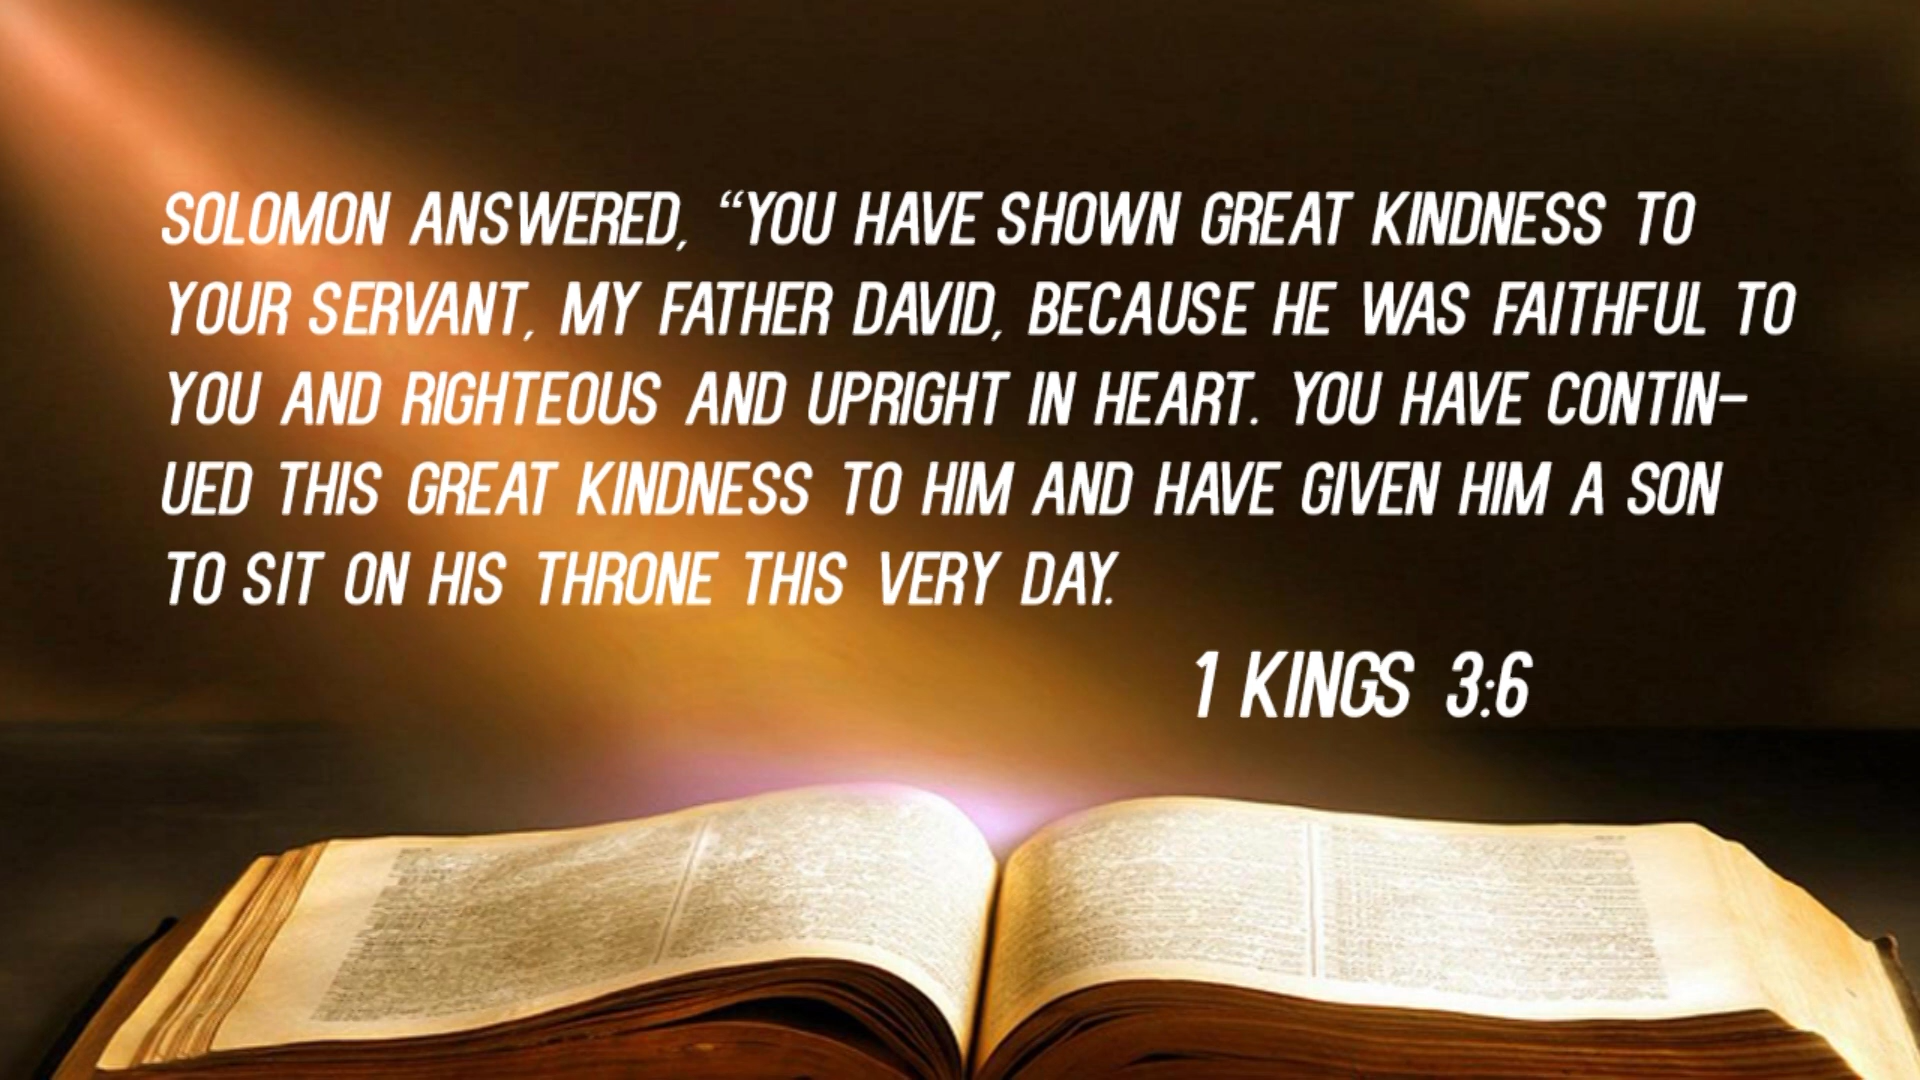 SOLOMON ANSWERED, “YOU HAVE SHOWN GREAT KINDNESS TO
YOUR SERVANT, MY FATHER DAVID, BECAUSE HE WAS FAITHFUL TO
YOU AND RIGHTEOUS AND UPRIGHT IN HEART. YOU HAVE CONTIN-
UED THIS GREAT KINDNESS TO HIM AND HAVE GIVEN HIM A SON
TO SIT ON HIS THRONE THIS VERY DAY.
1 KINGS 3:6